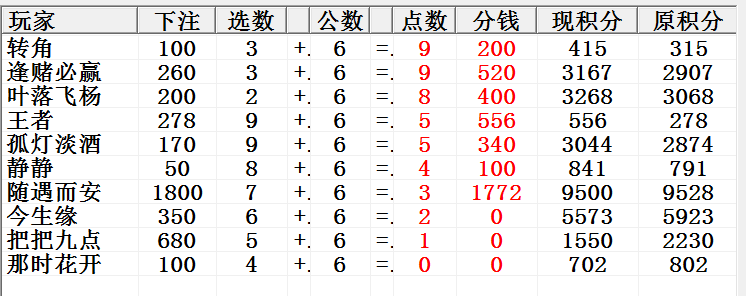 玩家 下注 选数 公数 点数 分钱 现积分 原积分
转角 100 3 +. 6 =. 9 200 415 315
逢赌必赢 260 3 +. 6 =. 9 520 3167 2907
叶落飞杨 200 2 +. 6 =. 8 400 3268 3068
王者 278 9 +. 6 =. 5 556 556 278
孤灯淡酒 170 9 +. 6 =. 5 340 3044 2874
静静 50 8 +. 6 =. 4 100 841 791
随遇而安 1800 7 +. 6 =. 3 1772 9500 9528
今生缘 350 6 +. 6 =. 2 0 5573 5923
把把九点 680 5 +. 6 =. 1 0 1550 2230
那时花开 100 4 +. 6 =. 0 0 702 802